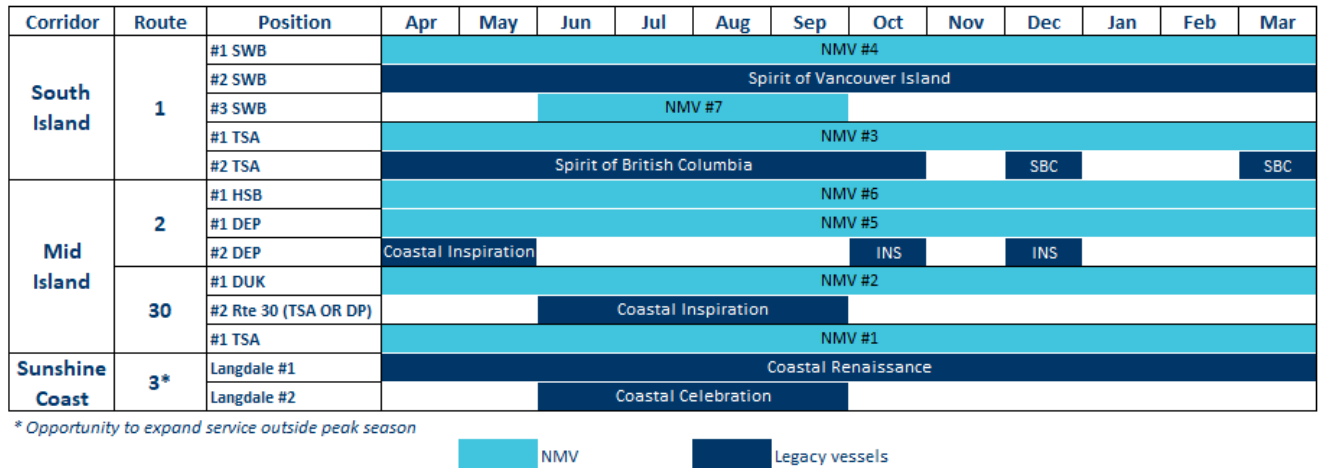 Corridor Route Position Apr May Jun Jul Aug Sep Oct Nov Dec Jan Feb Mar
South Island 1 #1 SWB NMV #4
#2 SWB Spirit of Vancouver Island
#3 SWB NMV #7
#1 TSA NMV #3
#2 TSA Spirit of British Columbia SBC SBC
Mid Island 2 #1 HSB NMV #6
#1 DEP NMV #5
#2 DEP Coastal Inspiration INS INS
30 #1 DUK NMV #2
#2 Rte 30 (TSA OR DP) Coastal Inspiration
#1 TSA NMV #1
Sunshine Coast 3* Langdale #1 Coastal Renaissance
Langdale #2 Coastal Celebration
* Opportunity to expand service outside peak season
NMV Legacy vessels